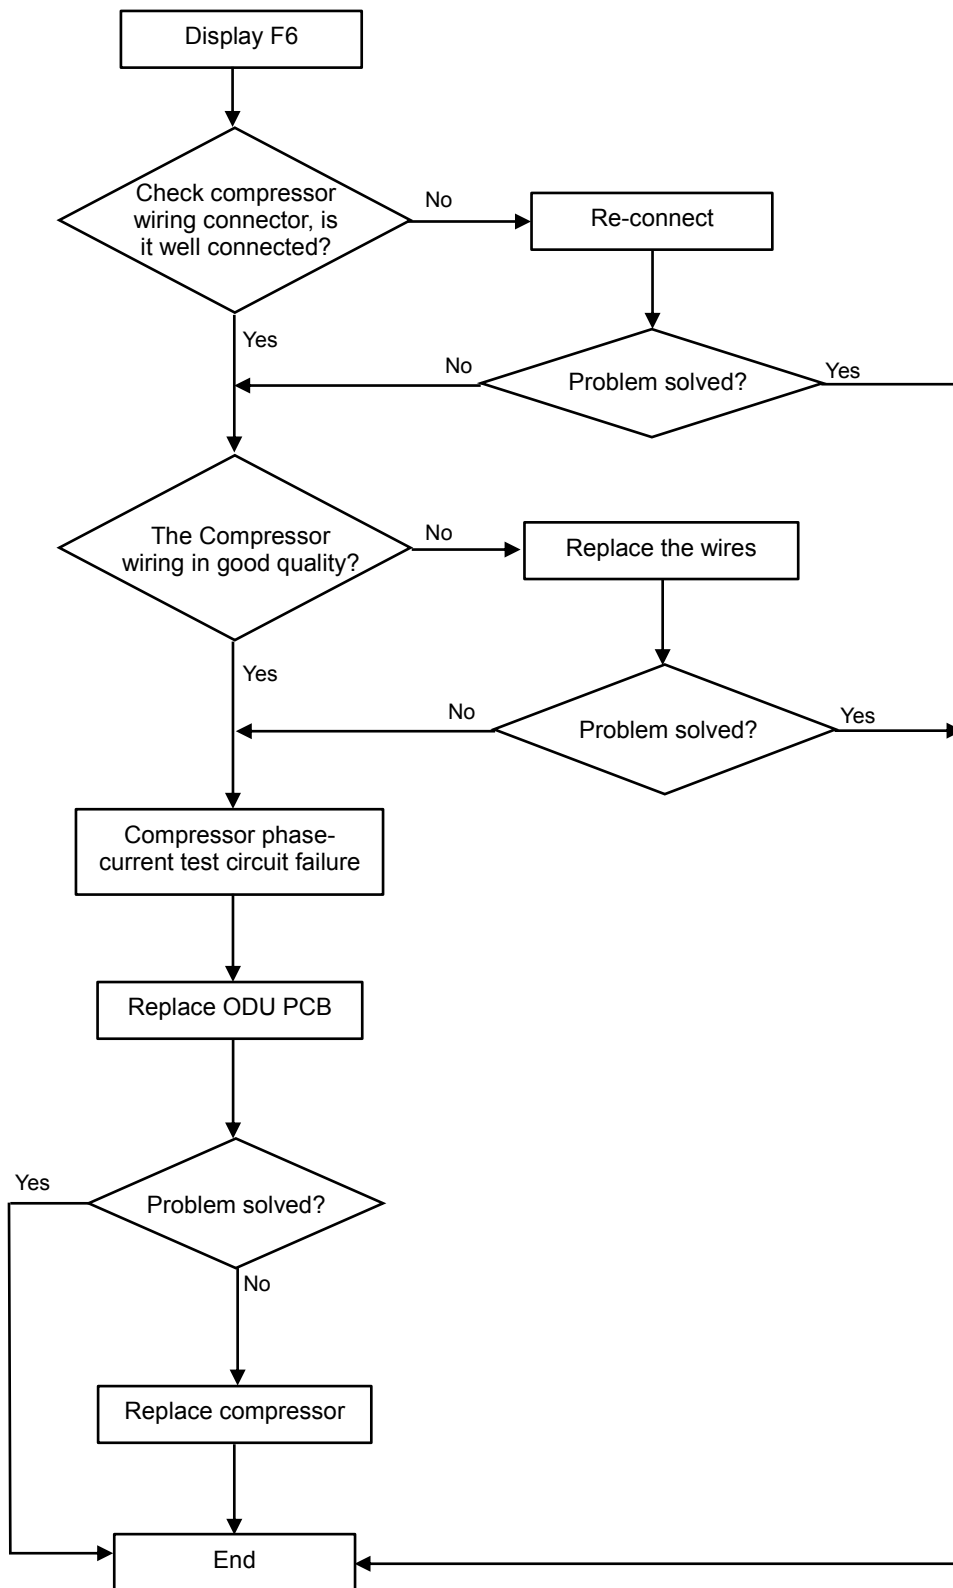 Display F6
Check compressor
wiring connector, is
it well connected?
No
Re-connect
Yes
No
Problem solved?
Yes
The Compressor
wiring in good quality?
No
Replace the wires
Yes
No
Problem solved?
Yes
Compressor phase-
current test circuit failure
Replace ODU PCB
Yes
Problem solved?
No
Replace compressor
End